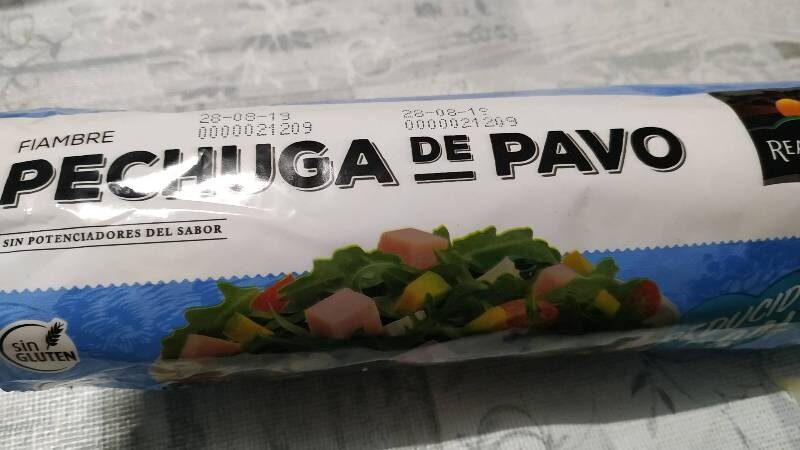 28-08-19 28-08-19
0000021209 0000021209
FIAMBRE
PECHUGA DE PAVO
SIN POTENCIADORES DEL SABOR
sin
GLUTEN